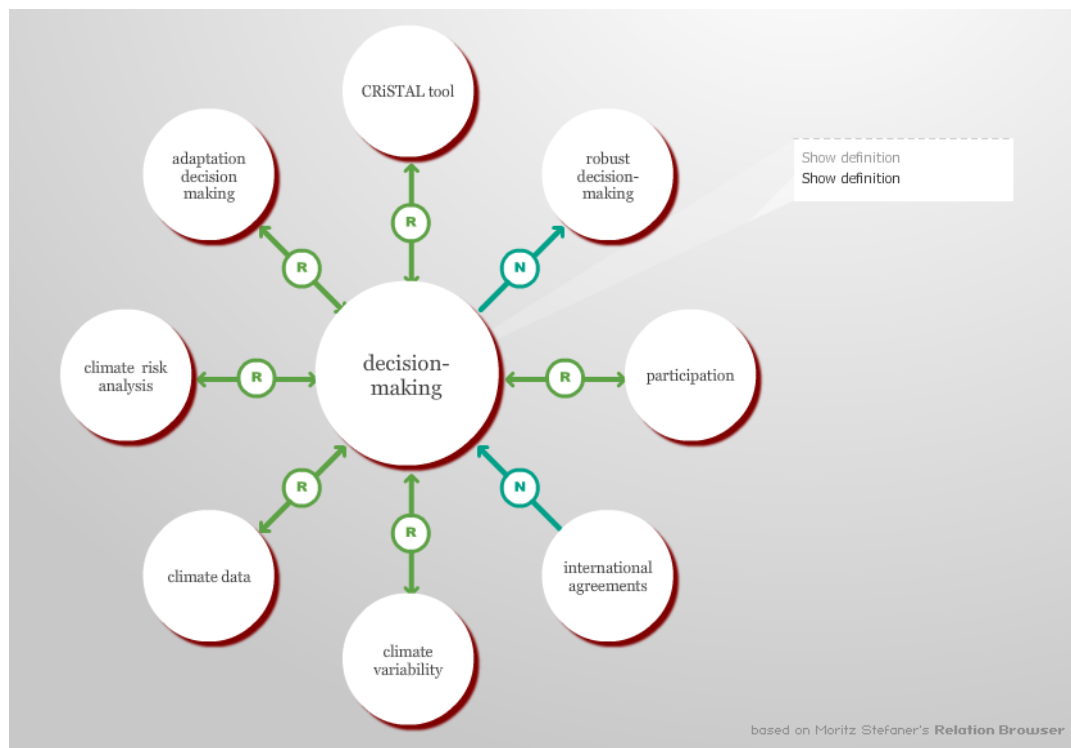 CRiSTAL tool
adaptation
decision
making
robust
decision-
making
Show definition
Show definition
R
R
N
climate risk
analysis
R
decision-
making
R
participation
R
R
N
climate data
climate
variability
international
agreements
based on Moritz Stefaner's Relation Browser